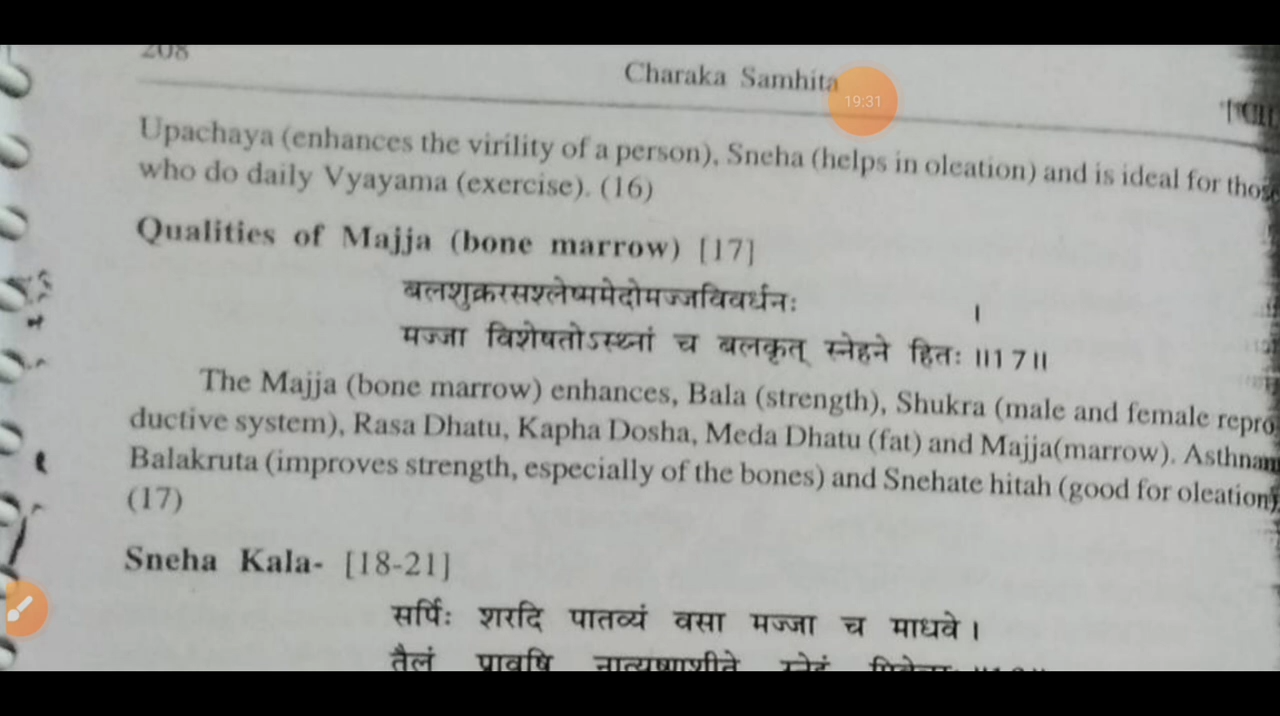 208
Charaka Samhita
19:31
Upachaya (enhances the virility of a person), Sneha (helps in oleation) and is ideal for those
who do daily Vyayama (exercise). (16)
Qualities of Majja (bone marrow) [17]
बलशुक्ररसश्लेष्ममेदोमज्जविवर्धनः ।
मज्जा विशेषतोऽस्थ्नां च बलकृत् स्नेहने हितः ॥17॥
The Majja (bone marrow) enhances, Bala (strength), Shukra (male and female repro
ductive system), Rasa Dhatu, Kapha Dosha, Meda Dhatu (fat) and Majja(marrow). Asthnam
Balakruta (improves strength, especially of the bones) and Snehate hitah (good for oleation)
(17)
Sneha Kala- [18-21]
सर्पिः शरदि पातव्यं वसा मज्जा च माधवे ।
तैलं